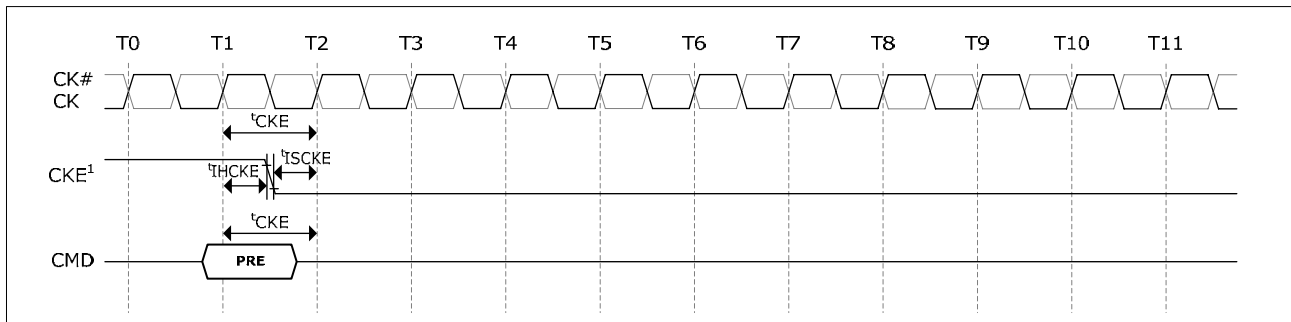 T0 T1 T2 T3 T4 T5 T6 T7 T8 T9 T10 T11
CK#
CK
tCKE
tISCKE
CKE1
tIHCKE
tCKE
CMD
PRE